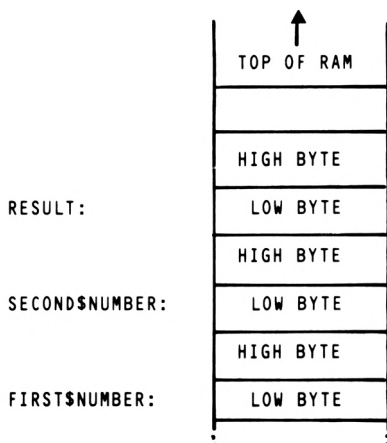 TOP OF RAM
HIGH BYTE
RESULT: LOW BYTE
HIGH BYTE
SECOND$NUMBER: LOW BYTE
HIGH BYTE
FIRST$NUMBER: LOW BYTE